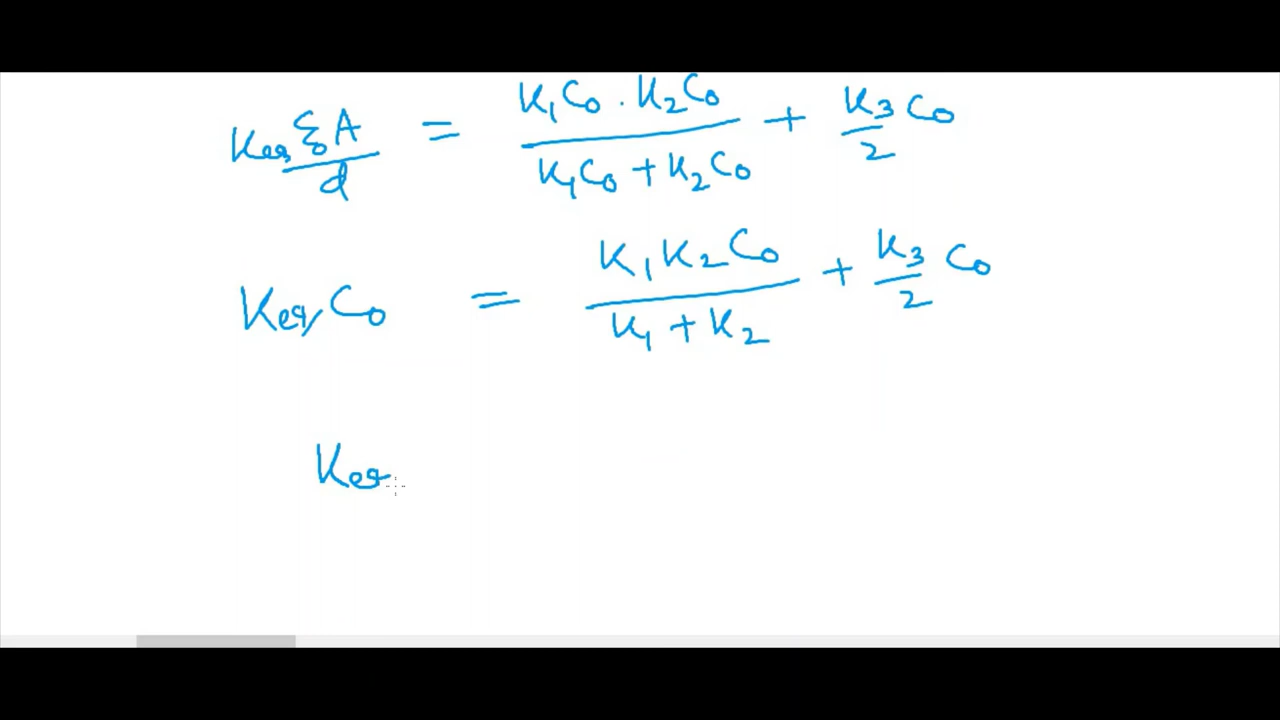 Keq ε₀A/d = K₁C₀ . K₂C₀ / K₁C₀ + K₂C₀ + K₃/2 C₀
Keq C₀ = K₁K₂C₀ / K₁ + K₂ + K₃/2 C₀
Keq